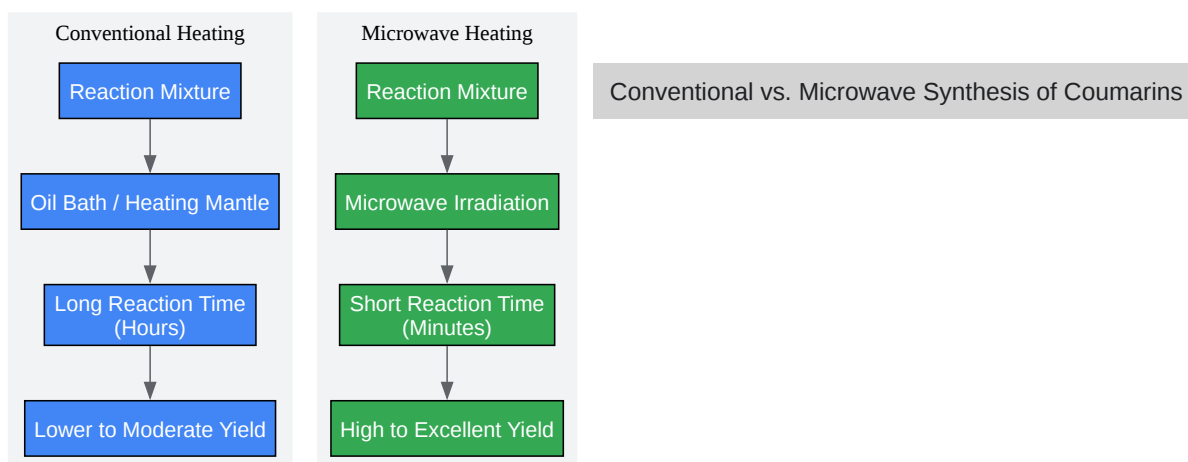 Conventional Heating
Reaction Mixture
Oil Bath / Heating Mantle
Long Reaction Time
(Hours)
Lower to Moderate Yield
Microwave Heating
Reaction Mixture
Microwave Irradiation
Short Reaction Time
(Minutes)
High to Excellent Yield
Conventional vs. Microwave Synthesis of Coumarins